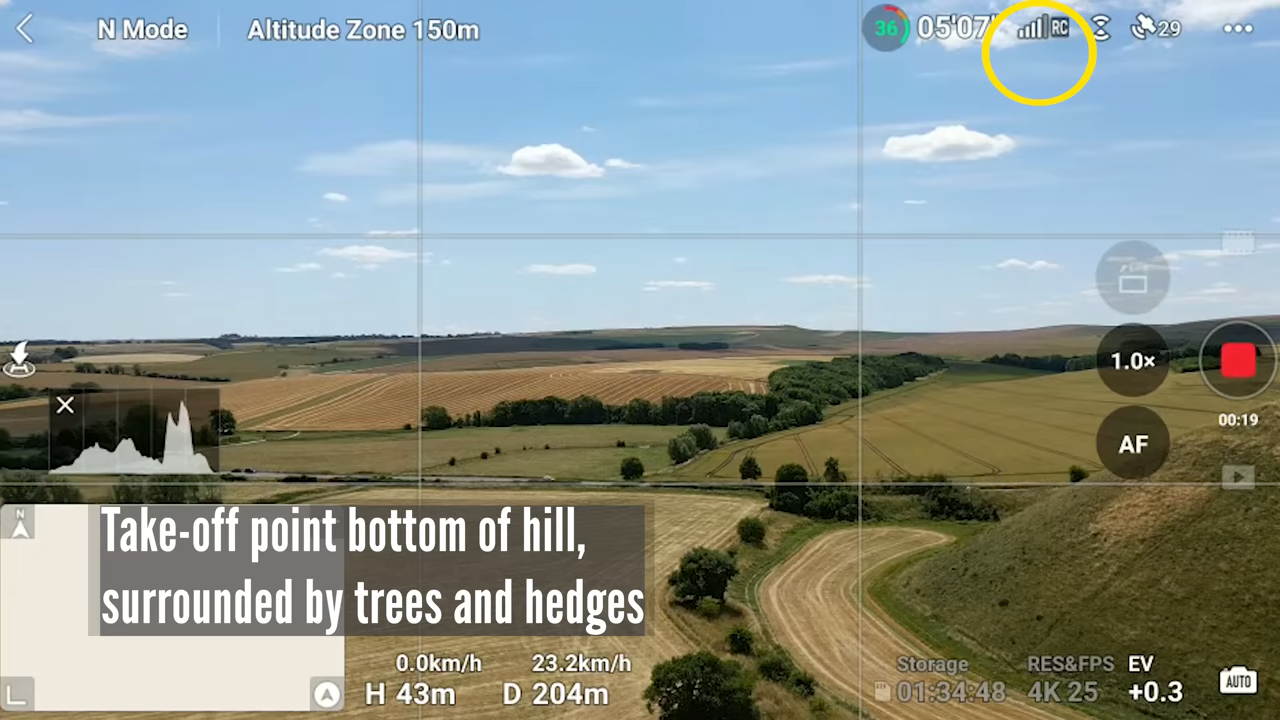 N Mode
Altitude Zone 150m
36
05'07"
RC
29
1.0×
00:19
AF
N
Take-off point bottom of hill,
surrounded by trees and hedges
0.0km/h 23.2km/h
H 43m D 204m
Storage
01:34:48
RES&FPS
4K 25
EV
+0.3
AUTO